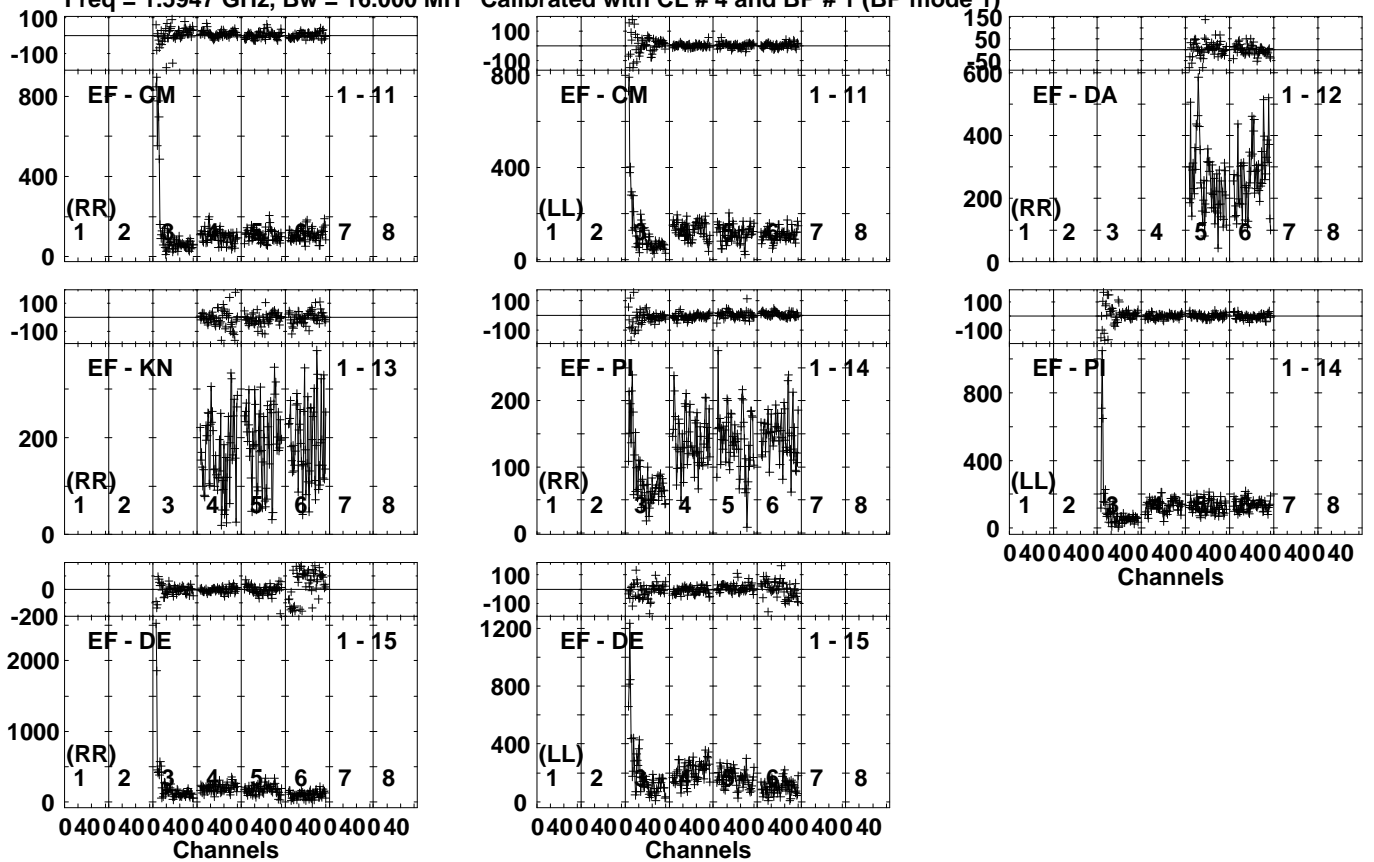 Freq = 1.5947 GHz, Bw = 16.000 MH Calibrated with CL # 4 and BP # 1 (BP mode 1)
100
-100
EF - CM 1 - 11
800
400
0
(RR)
1 2 3 4 5 6 7 8
100
-100
800
EF - CM 1 - 11
400
0
(LL)
1 2 3 4 5 6 7 8
150
50
-50
600
EF - DA 1 - 12
400
200
0
(RR)
1 2 3 4 5 6 7 8
100
-100
EF - KN 1 - 13
200
0
(RR)
1 2 3 4 5 6 7 8
100
-100
EF - PI 1 - 14
200
100
0
(RR)
1 2 3 4 5 6 7 8
100
-100
EF - PI 1 - 14
800
400
0
(LL)
1 2 3 4 5 6 7 8
0 40 0 40 0 40 0 40 0 40 0 40 0 40 0 40
Channels
0
-200
EF - DE 1 - 15
2000
1000
0
(RR)
1 2 3 4 5 6 7 8
0 40 0 40 0 40 0 40 0 40 0 40 0 40 0 40
Channels
100
-100
1200
EF - DE 1 - 15
800
400
0
(LL)
1 2 3 4 5 6 7 8
0 40 0 40 0 40 0 40 0 40 0 40 0 40 0 40
Channels